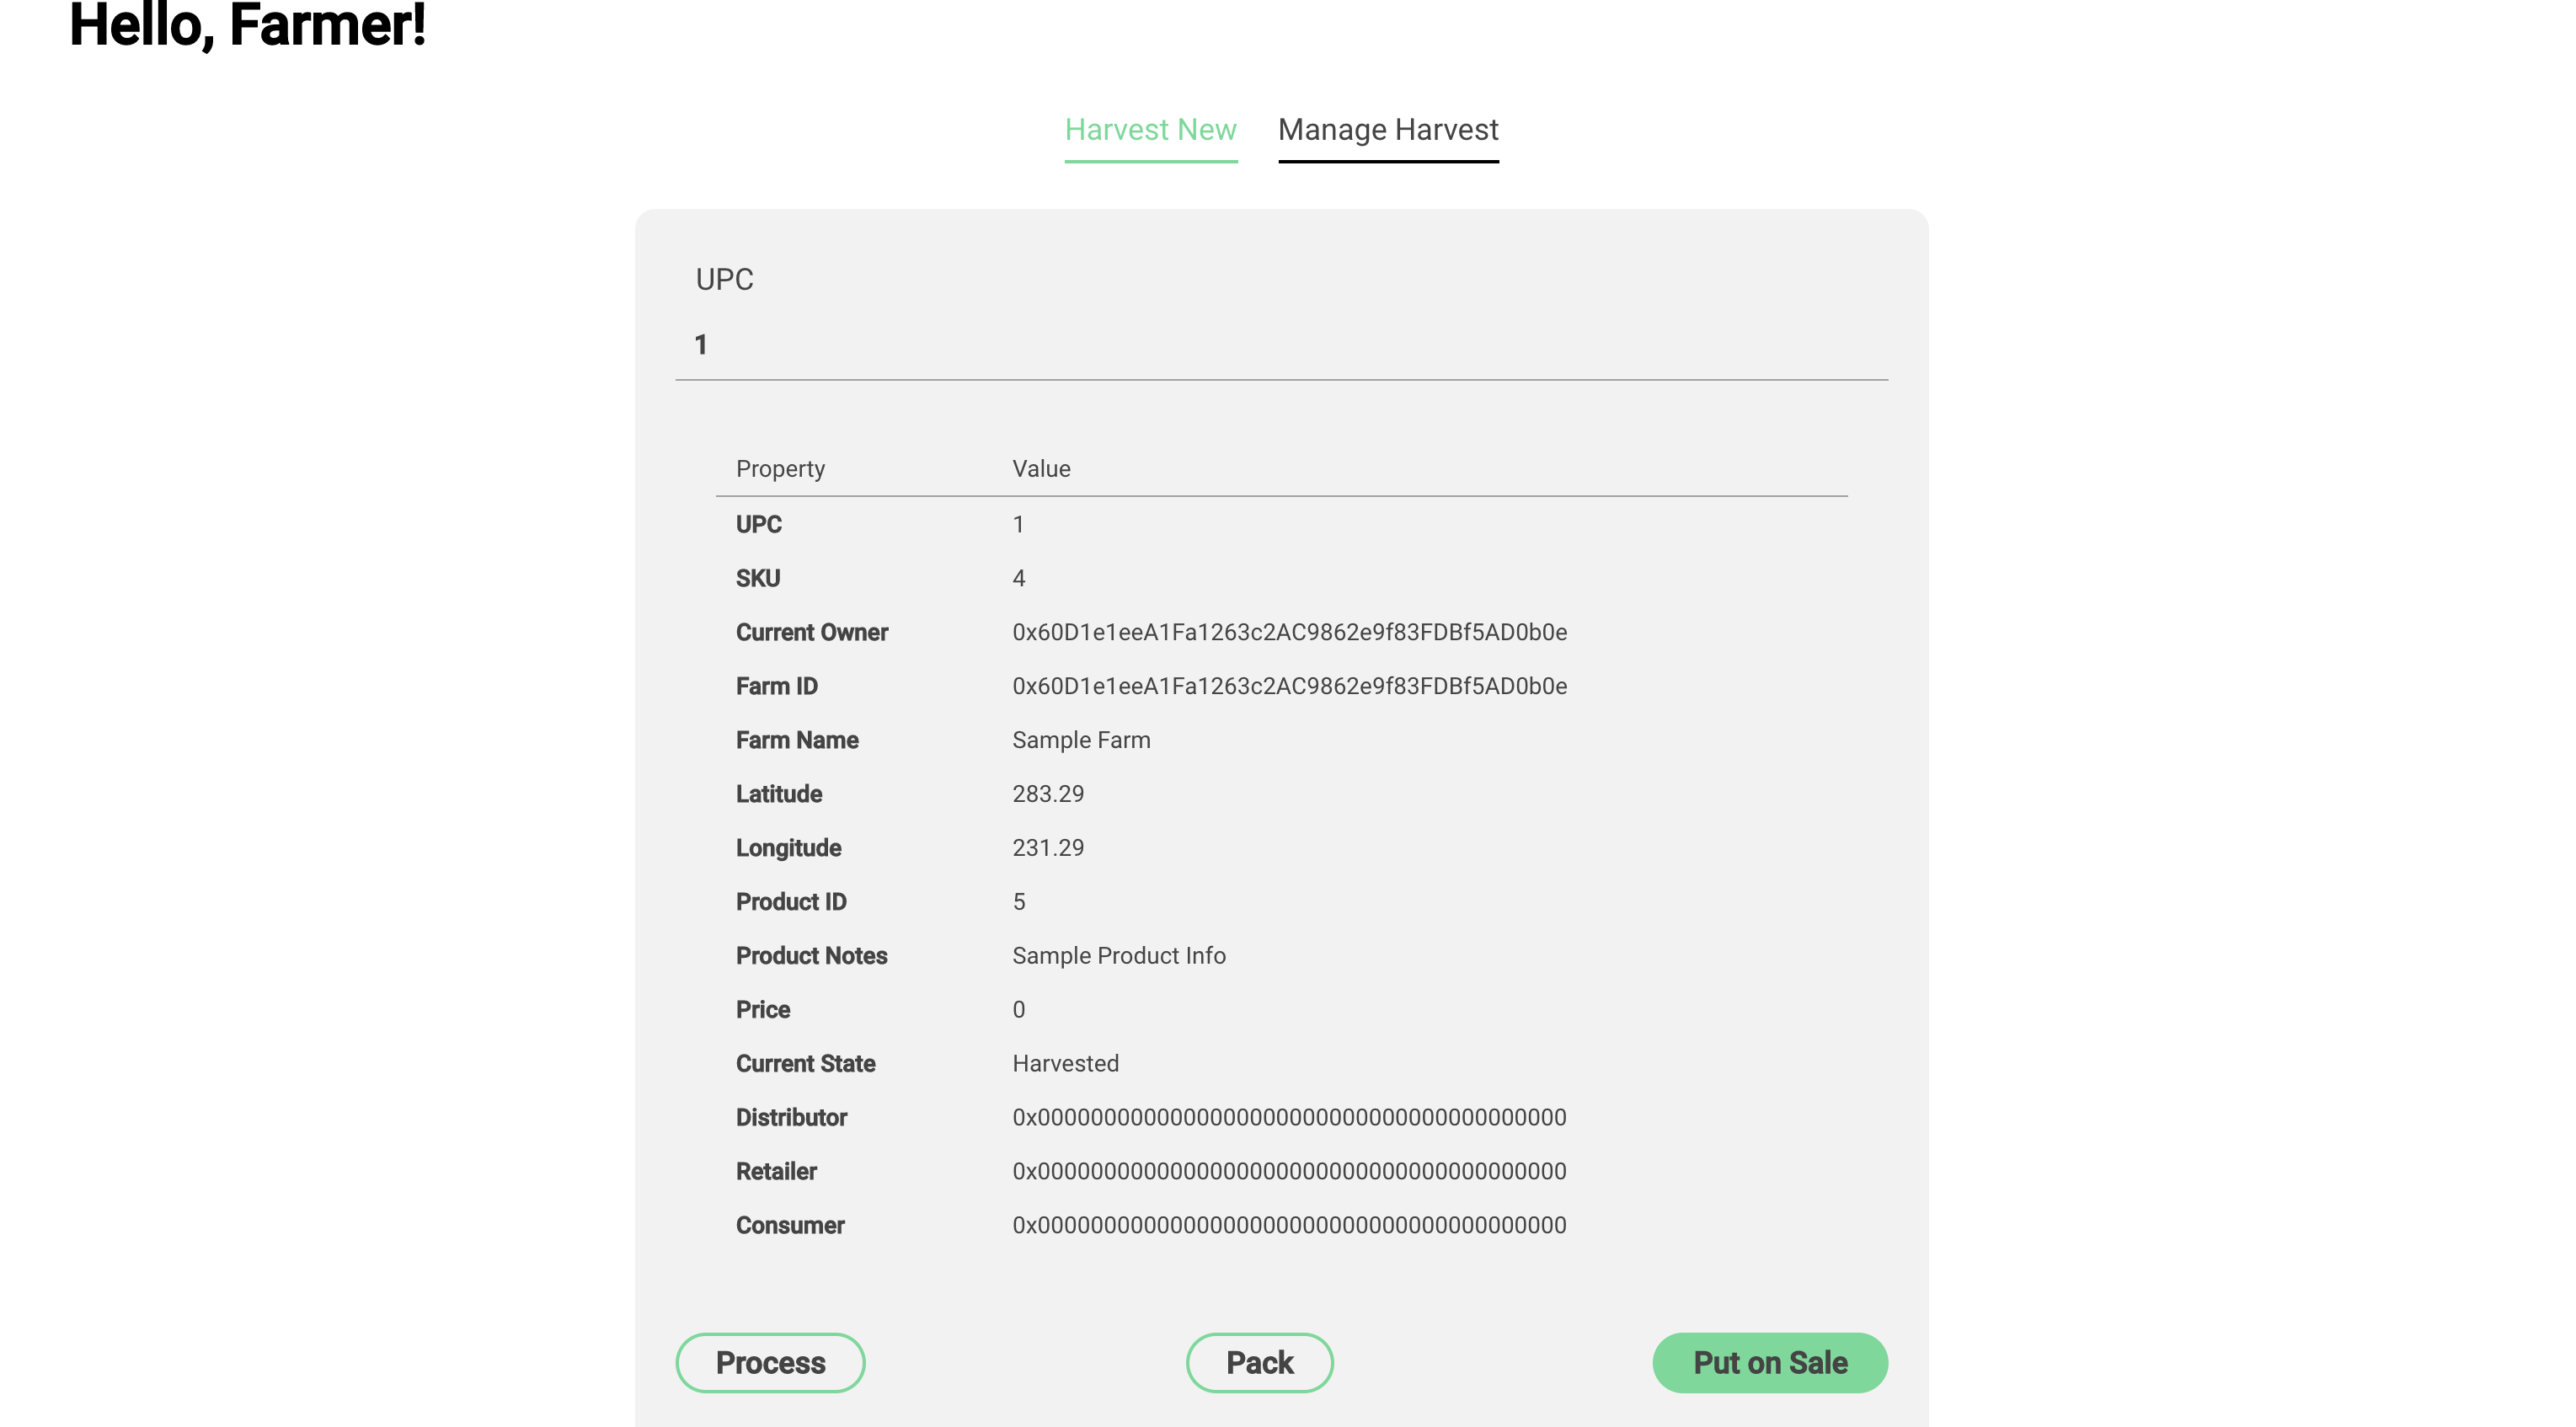 Hello, Farmer!
Harvest New Manage Harvest
UPC
1
Property Value
UPC 1
SKU 4
Current Owner 0x60D1e1eeA1Fa1263c2AC9862e9f83FDBf5AD0b0e
Farm ID 0x60D1e1eeA1Fa1263c2AC9862e9f83FDBf5AD0b0e
Farm Name Sample Farm
Latitude 283.29
Longitude 231.29
Product ID 5
Product Notes Sample Product Info
Price 0
Current State Harvested
Distributor 0x0000000000000000000000000000000000000000
Retailer 0x0000000000000000000000000000000000000000
Consumer 0x0000000000000000000000000000000000000000
Process Pack Put on Sale